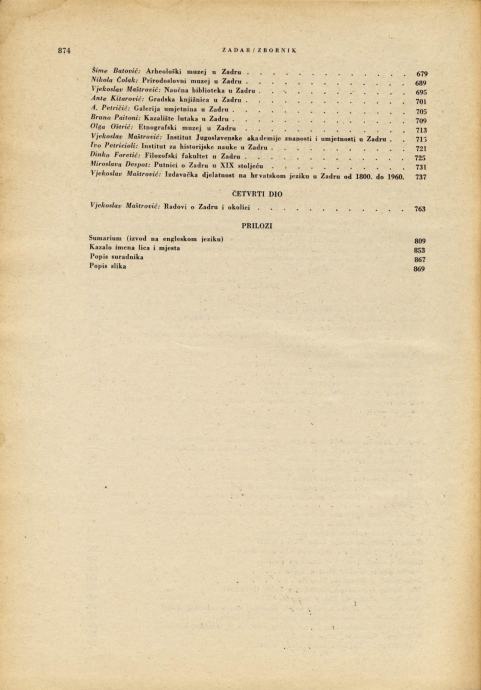 874 ZADAR/ZBORNIK
Šime Batović: Arheološki muzej u Zadru . . . . . . . . . . . . . . 679
Nikola Čolak: Prirodoslovni muzej u Zadru . . . . . . . . . . . . . 689
Vjekoslav Maštrović: Naučna biblioteka u Zadru . . . . . . . . . . . . 695
Ante Kitarović: Gradska knjižnica u Zadru . . . . . . . . . . . . . 701
A. Petričić: Galerija umjetnina u Zadru . . . . . . . . . . . . . . 705
Bruno Paitoni: Kazalište lutaka u Zadru . . . . . . . . . . . . . . 709
Olga Oštrić: Etnografski muzej u Zadru . . . . . . . . . . . . . . 713
Vjekoslav Maštrović: Institut Jugoslavenske akademije znanosti i umjetnosti u Zadru . . 715
Ivo Petricioli: Institut za historijske nauke u Zadru . . . . . . . . . . . 721
Dinko Foretić: Filozofski fakultet u Zadru . . . . . . . . . . . . . 725
Miroslava Despot: Putnici o Zadru u XIX stoljeću . . . . . . . . . . . 731
Vjekoslav Maštrović: Izdavačka djelatnost na hrvatskom jeziku u Zadru od 1800. do 1960. 737
ČETVRTI DIO
Vjekoslav Maštrović: Radovi o Zadru i okolici . . . . . . . . . . . . 763
PRILOZI
Sumarium (izvod na engleskom jeziku) 809
Kazalo imena lica i mjesta 853
Popis suradnika 867
Popis slika 869